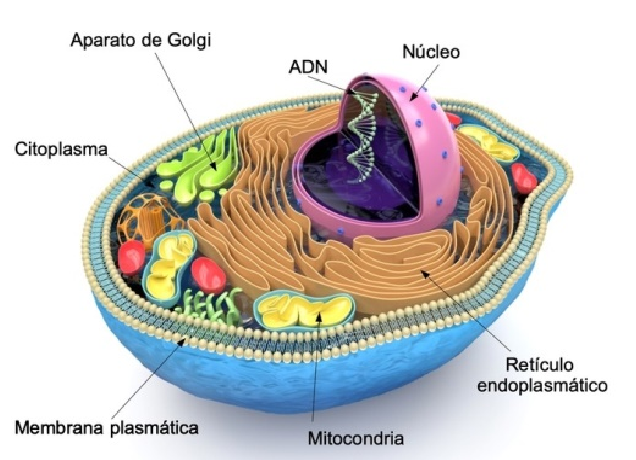 Aparato de Golgi
ADN
Núcleo
Citoplasma
Retículo
endoplasmático
Membrana plasmática
Mitocondria